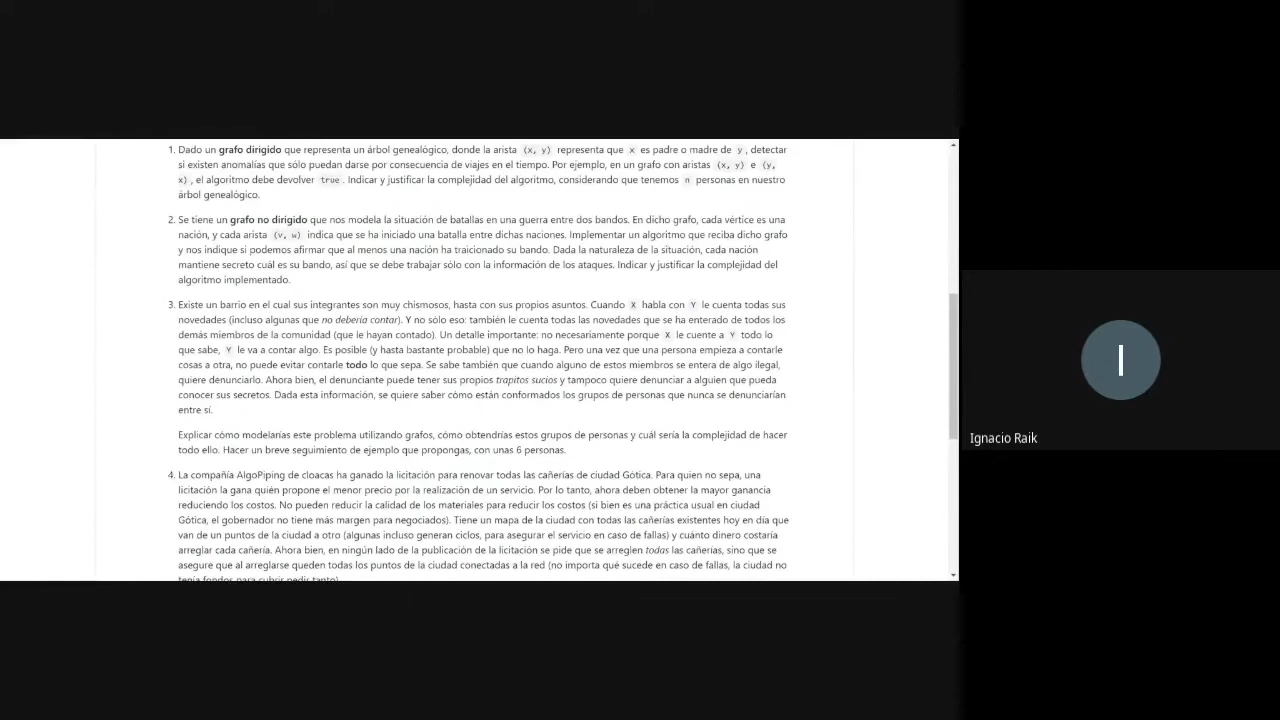 1. Dado un grafo dirigido que representa un árbol genealógico, donde la arista (x, y) representa que x es padre o madre de y, detectar
si existen anomalías que sólo puedan darse por consecuencia de viajes en el tiempo. Por ejemplo, en un grafo con aristas (x, y) e (y,
x), el algoritmo debe devolver true. Indicar y justificar la complejidad del algoritmo, considerando que tenemos n personas en nuestro
árbol genealógico.
2. Se tiene un grafo no dirigido que nos modela la situación de batallas en una guerra entre dos bandos. En dicho grafo, cada vértice es una
nación, y cada arista (v, w) indica que se ha iniciado una batalla entre dichas naciones. Implementar un algoritmo que reciba dicho grafo
y nos indique si podemos afirmar que al menos una nación ha traicionado su bando. Dada la naturaleza de la situación, cada nación
mantiene secreto cuál es su bando, así que se debe trabajar sólo con la información de los ataques. Indicar y justificar la complejidad del
algoritmo implementado.
3. Existe un barrio en el cual sus integrantes son muy chismosos, hasta con sus propios asuntos. Cuando X habla con Y le cuenta todas sus
novedades (incluso algunas que no debería contar). Y no sólo eso: también le cuenta todas las novedades que se ha enterado de todos los
demás miembros de la comunidad (que le hayan contado). Un detalle importante: no necesariamente porque X le cuente a Y todo lo
que sabe, Y le va a contar algo. Es posible (y hasta bastante probable) que no lo haga. Pero una vez que una persona empieza a contarle
cosas a otra, no puede evitar contarle todo lo que sepa. Se sabe también que cuando alguno de estos miembros se entera de algo ilegal,
quiere denunciarlo. Ahora bien, el denunciante puede tener sus propios trapitos sucios y tampoco quiere denunciar a alguien que pueda
conocer sus secretos. Dada esta información, se quiere saber cómo están conformados los grupos de personas que nunca se denunciarían
entre sí.
Explicar cómo modelarías este problema utilizando grafos, cómo obtendrías estos grupos de personas y cuál sería la complejidad de hacer
todo ello. Hacer un breve seguimiento de ejemplo que propongas, con unas 6 personas.
4. La compañía AlgoPiping de cloacas ha ganado la licitación para renovar todas las cañerías de ciudad Gótica. Para quien no sepa, una
licitación la gana quién propone el menor precio por la realización de un servicio. Por lo tanto, ahora deben obtener la mayor ganancia
reduciendo los costos. No pueden reducir la calidad de los materiales para reducir los costos (si bien es una práctica usual en ciudad
Gótica, el gobernador no tiene más margen para negociados). Tiene un mapa de la ciudad con todas las cañerías existentes hoy en día que
van de un puntos de la ciudad a otro (algunas incluso generan ciclos, para asegurar el servicio en caso de fallas) y cuánto dinero costaría
arreglar cada cañería. Ahora bien, en ningún lado de la publicación de la licitación se pide que se arreglen todas las cañerías, sino que se
asegure que al arreglarse queden todas los puntos de la ciudad conectadas a la red (no importa qué sucede en caso de fallas, la ciudad no
tenía fondos para cubrir pedir tanto).
I
Ignacio Raik